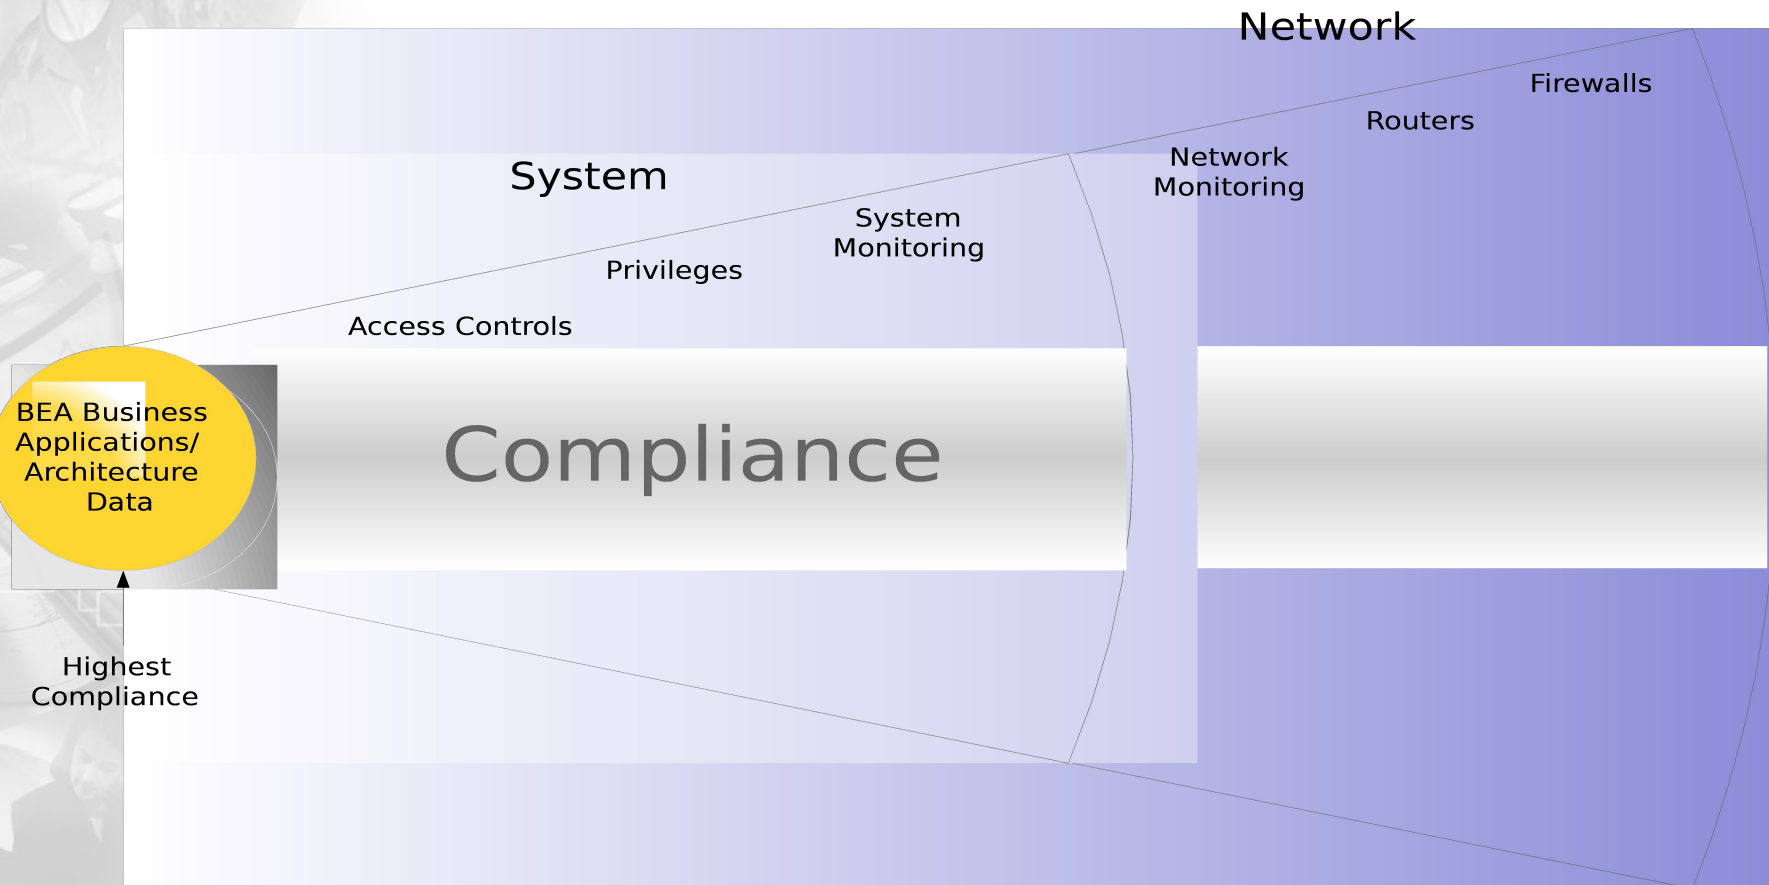 Network
Firewalls
Routers
Network
Monitoring
System
System
Monitoring
Privileges
Access Controls
BEA Business
Applications/
Architecture
Data
Compliance
Highest
Compliance